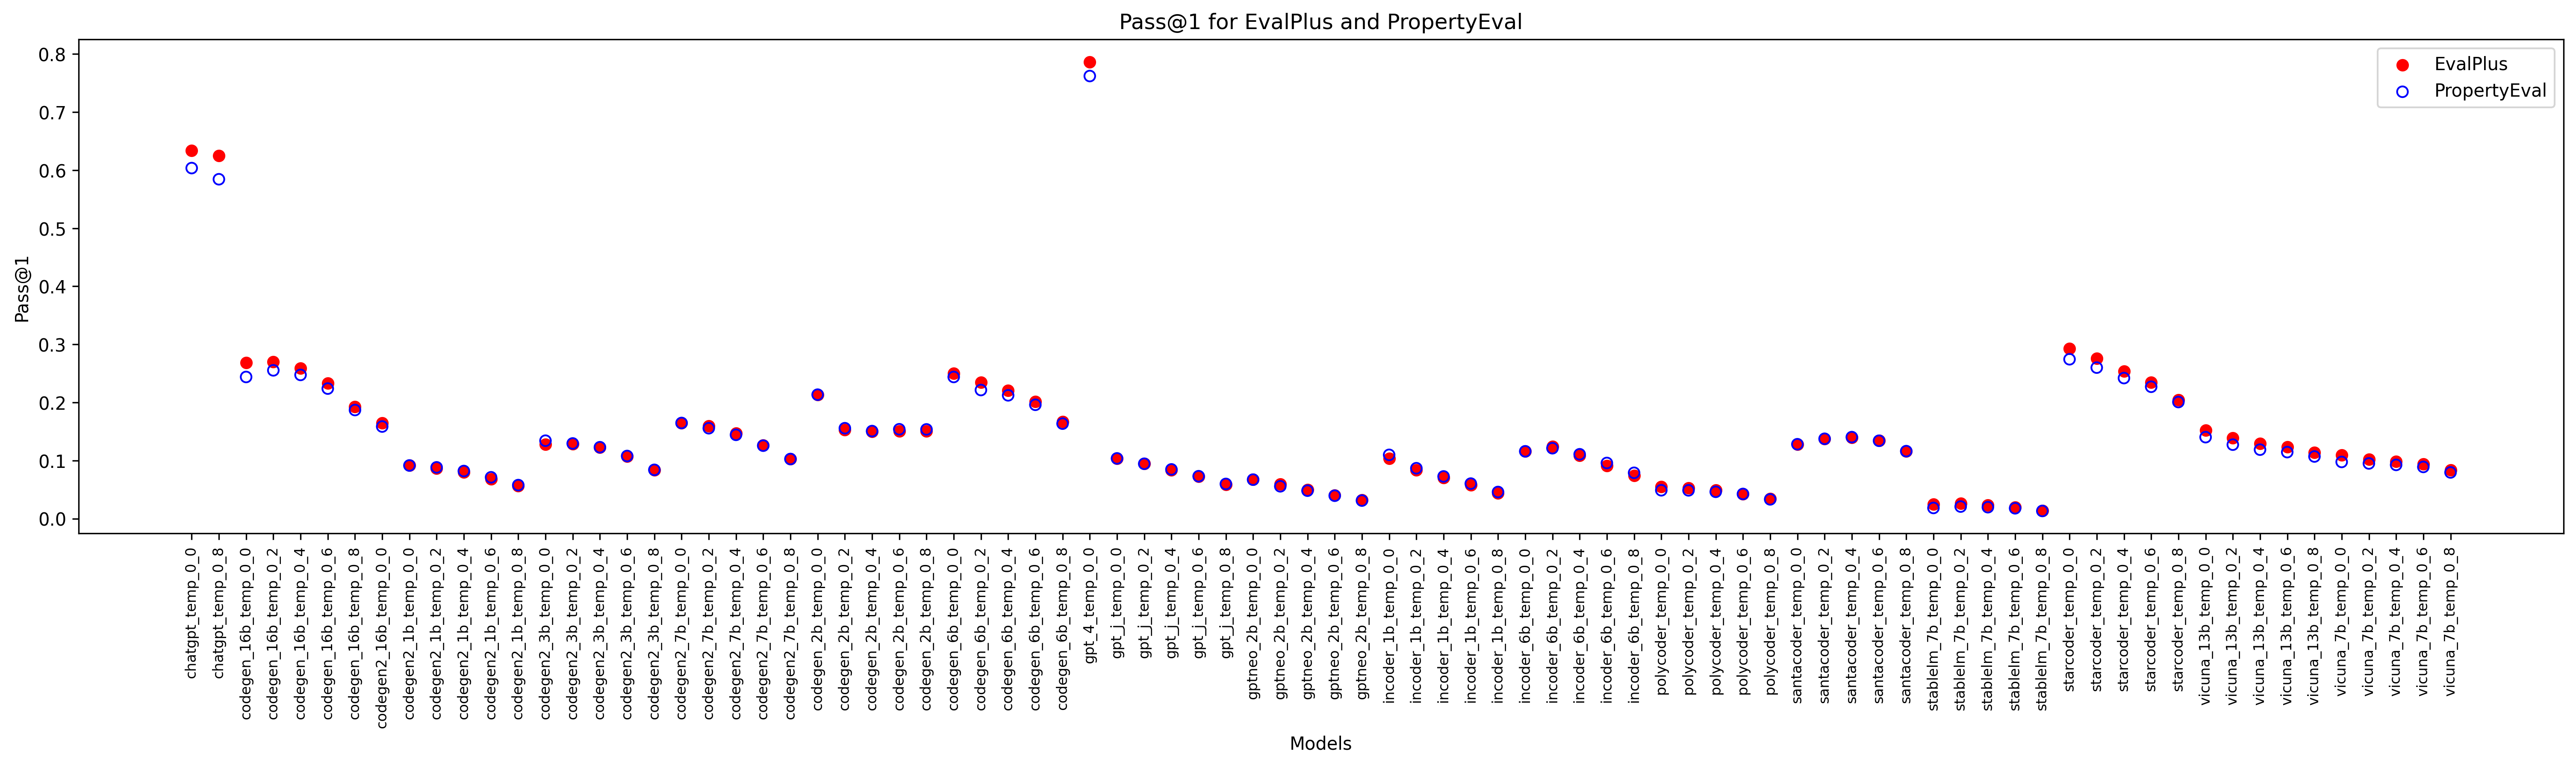 Pass@1 for EvalPlus and PropertyEval
EvalPlus
PropertyEval
Pass@1
0.8
0.7
0.6
0.5
0.4
0.3
0.2
0.1
0.0
chatgpt_temp_0_0
chatgpt_temp_0_8
codegen_16b_temp_0_0
codegen_16b_temp_0_2
codegen_16b_temp_0_4
codegen_16b_temp_0_6
codegen_16b_temp_0_8
codegen2_16b_temp_0_0
codegen2_1b_temp_0_0
codegen2_1b_temp_0_2
codegen2_1b_temp_0_4
codegen2_1b_temp_0_6
codegen2_1b_temp_0_8
codegen2_3b_temp_0_0
codegen2_3b_temp_0_2
codegen2_3b_temp_0_4
codegen2_3b_temp_0_6
codegen2_3b_temp_0_8
codegen2_7b_temp_0_0
codegen2_7b_temp_0_2
codegen2_7b_temp_0_4
codegen2_7b_temp_0_6
codegen2_7b_temp_0_8
codegen_2b_temp_0_0
codegen_2b_temp_0_2
codegen_2b_temp_0_4
codegen_2b_temp_0_6
codegen_2b_temp_0_8
codegen_6b_temp_0_0
codegen_6b_temp_0_2
codegen_6b_temp_0_4
codegen_6b_temp_0_6
codegen_6b_temp_0_8
gpt_4_temp_0_0
gpt_j_temp_0_0
gpt_j_temp_0_2
gpt_j_temp_0_4
gpt_j_temp_0_6
gpt_j_temp_0_8
gptneo_2b_temp_0_0
gptneo_2b_temp_0_2
gptneo_2b_temp_0_4
gptneo_2b_temp_0_6
gptneo_2b_temp_0_8
incoder_1b_temp_0_0
incoder_1b_temp_0_2
incoder_1b_temp_0_4
incoder_1b_temp_0_6
incoder_1b_temp_0_8
incoder_6b_temp_0_0
incoder_6b_temp_0_2
incoder_6b_temp_0_4
incoder_6b_temp_0_6
incoder_6b_temp_0_8
polycoder_temp_0_0
polycoder_temp_0_2
polycoder_temp_0_4
polycoder_temp_0_6
polycoder_temp_0_8
santacoder_temp_0_0
santacoder_temp_0_2
santacoder_temp_0_4
santacoder_temp_0_6
santacoder_temp_0_8
stablelm_7b_temp_0_0
stablelm_7b_temp_0_2
stablelm_7b_temp_0_4
stablelm_7b_temp_0_6
stablelm_7b_temp_0_8
starcoder_temp_0_0
starcoder_temp_0_2
starcoder_temp_0_4
starcoder_temp_0_6
starcoder_temp_0_8
vicuna_13b_temp_0_0
vicuna_13b_temp_0_2
vicuna_13b_temp_0_4
vicuna_13b_temp_0_6
vicuna_13b_temp_0_8
vicuna_7b_temp_0_0
vicuna_7b_temp_0_2
vicuna_7b_temp_0_4
vicuna_7b_temp_0_6
vicuna_7b_temp_0_8
Models